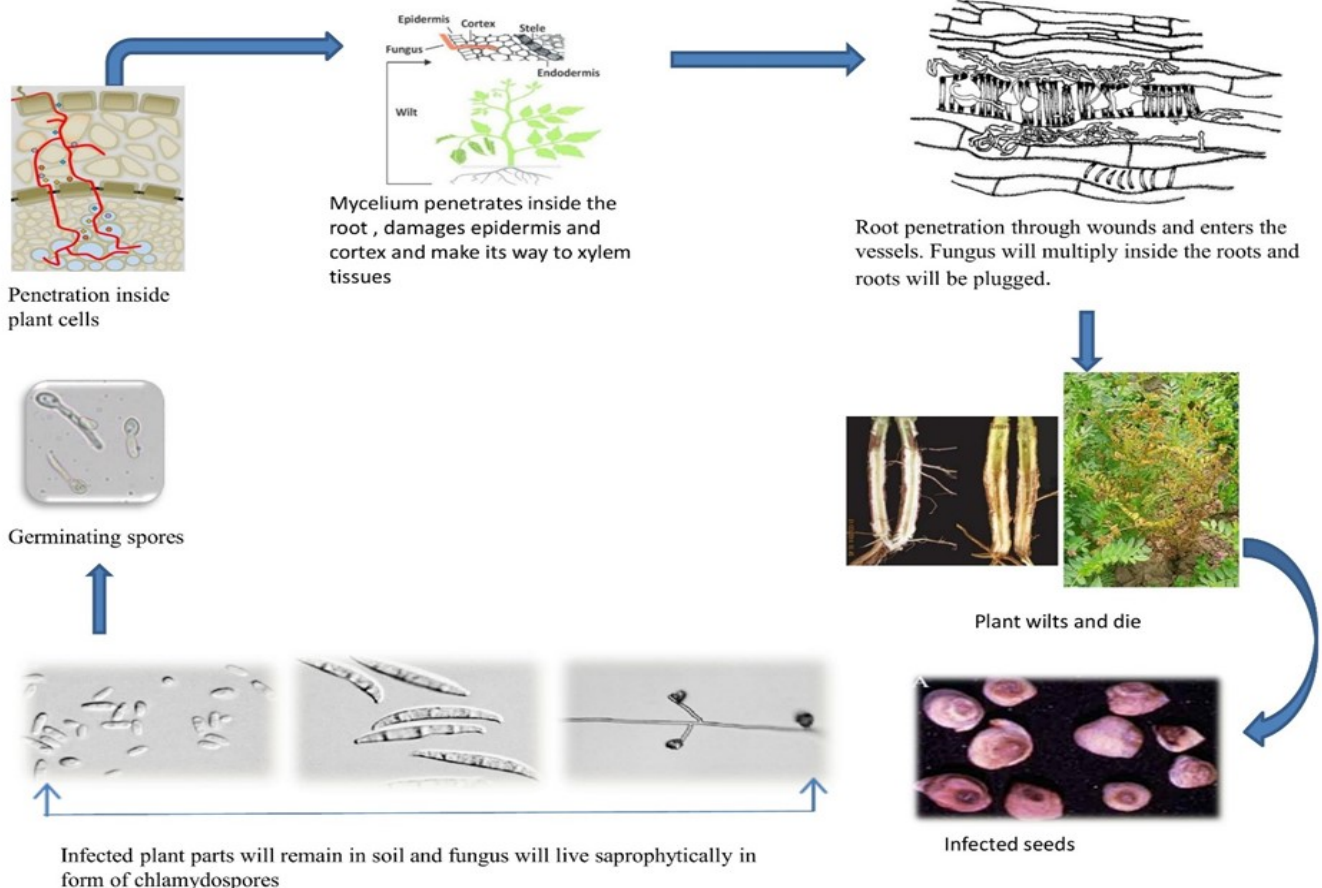 Epidermis
Cortex
Stele
Fungus
Endodermis
Wilt
Penetration inside
plant cells
Mycelium penetrates inside the
root , damages epidermis and
cortex and make its way to xylem
tissues
Root penetration through wounds and enters the
vessels. Fungus will multiply inside the roots and
roots will be plugged.
Germinating spores
Plant wilts and die
A
Infected seeds
Infected plant parts will remain in soil and fungus will live saprophytically in
form of chlamydospores